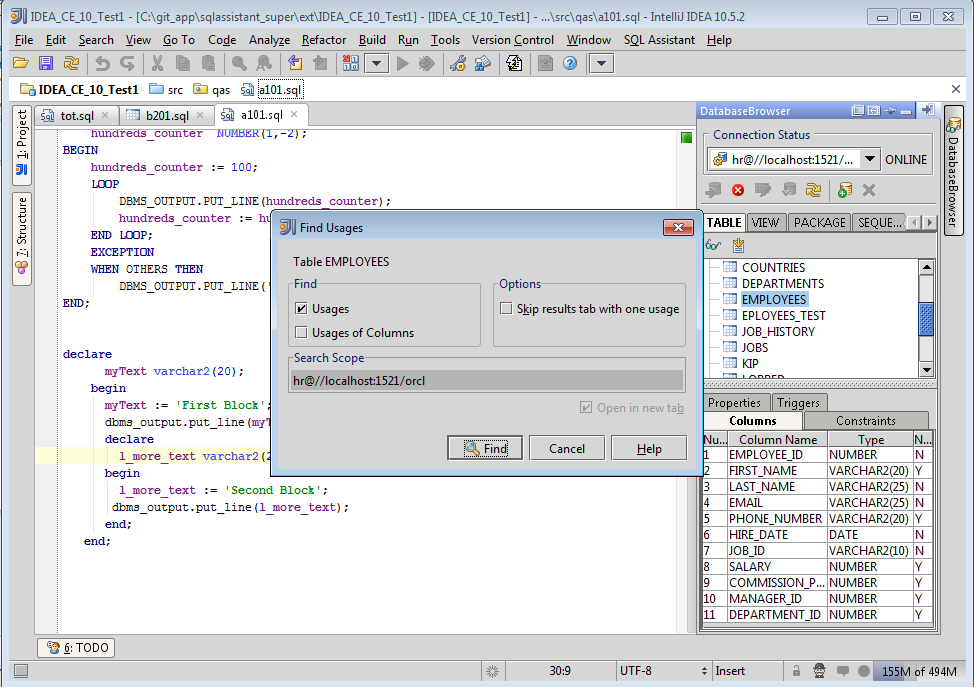 IDEA_CE_10_Test1 - [C:\git_app\sqlassistant_super\ext\IDEA_CE_10_Test1] - [IDEA_CE_10_Test1] - ...\src\qas\a101.sql - IntelliJ IDEA 10.5.2
File Edit Search View Go To Code Analyze Refactor Build Run Tools Version Control Window SQL Assistant Help
IDEA_CE_10_Test1 src qas a101.sql
1: Project
7: Structure
tot.sql b201.sql a101.sql
hundreds_counter NUMBER(1,-2);
BEGIN
hundreds_counter := 100;
LOOP
DBMS_OUTPUT.PUT_LINE(hundreds_counter);
hundreds_counter := hu
END LOOP;
EXCEPTION
WHEN OTHERS THEN
DBMS_OUTPUT.PUT_LINE('
END;
declare
myText varchar2(20);
begin
myText := 'First Block';
dbms_output.put_line(myT
declare
l_more_text varchar2(2
begin
l_more_text := 'Second Block';
dbms_output.put_line(l_more_text);
end;
end;
Find Usages
Table EMPLOYEES
Find
Usages
Usages of Columns
Options
Skip results tab with one usage
Search Scope
hr@//localhost:1521/orcl
Open in new tab
Find Cancel Help
DatabaseBrowser
Connection Status
hr@//localhost:1521/... ONLINE
TABLE VIEW PACKAGE SEQUE...
COUNTRIES
DEPARTMENTS
EMPLOYEES
EPLOYEES_TEST
JOB_HISTORY
JOBS
KIP
Properties Triggers
Columns Constraints
Nu... Column Name Type N...
1 EMPLOYEE_ID NUMBER N
2 FIRST_NAME VARCHAR2(20) Y
3 LAST_NAME VARCHAR2(25) N
4 EMAIL VARCHAR2(25) N
5 PHONE_NUMBER VARCHAR2(20) Y
6 HIRE_DATE DATE N
7 JOB_ID VARCHAR2(10) N
8 SALARY NUMBER Y
9 COMMISSION_P... NUMBER Y
10 MANAGER_ID NUMBER Y
11 DEPARTMENT_ID NUMBER Y
DatabaseBrowser
6: TODO
30:9 UTF-8 Insert 155M of 494M